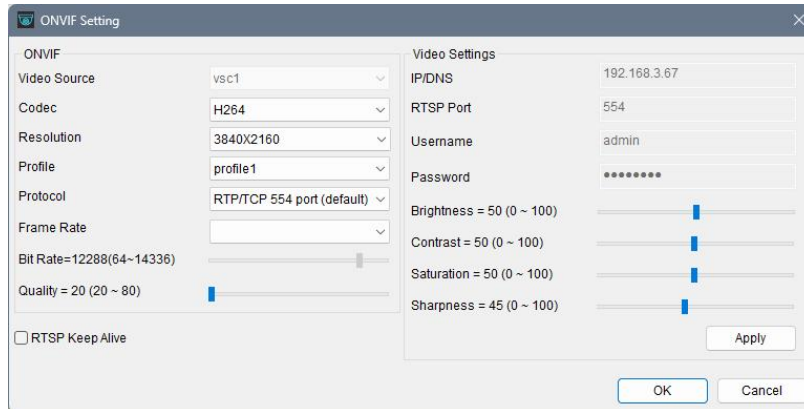 ONVIF Setting
ONVIF
Video Source
vsc1
Codec
H264
Resolution
3840X2160
Profile
profile1
Protocol
RTP/TCP 554 port (default)
Frame Rate
Bit Rate=12288(64~14336)
Quality = 20 (20 ~ 80)
RTSP Keep Alive
Video Settings
IP/DNS
192.168.3.67
RTSP Port
554
Username
admin
Password
••••••••
Brightness = 50 (0 ~ 100)
Contrast = 50 (0 ~ 100)
Saturation = 50 (0 ~ 100)
Sharpness = 45 (0 ~ 100)
Apply
OK
Cancel